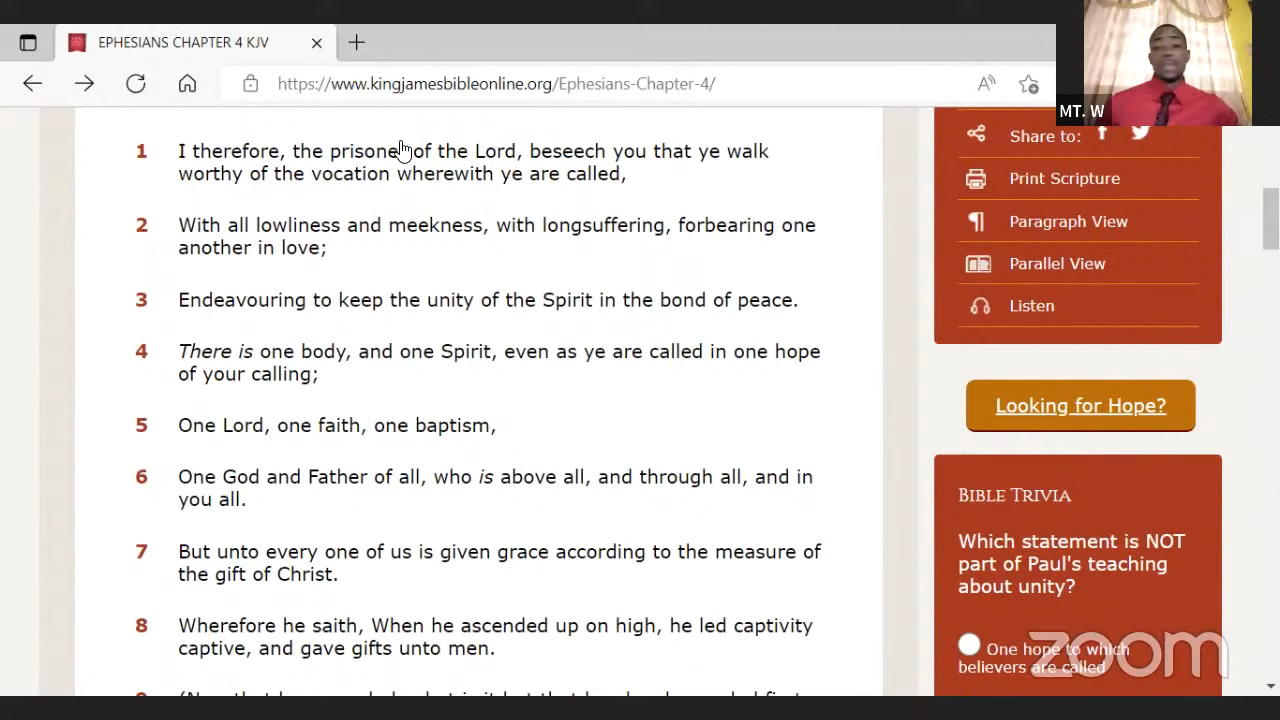 EPHESIANS CHAPTER 4 KJV
https://www.kingjamesbibleonline.org/Ephesians-Chapter-4/
MT. W
1 I therefore, the prisoner of the Lord, beseech you that ye walk
worthy of the vocation wherewith ye are called,
2 With all lowliness and meekness, with longsuffering, forbearing one
another in love;
3 Endeavouring to keep the unity of the Spirit in the bond of peace.
4 There is one body, and one Spirit, even as ye are called in one hope
of your calling;
5 One Lord, one faith, one baptism,
6 One God and Father of all, who is above all, and through all, and in
you all.
7 But unto every one of us is given grace according to the measure of
the gift of Christ.
8 Wherefore he saith, When he ascended up on high, he led captivity
captive, and gave gifts unto men.
Share to:
Print Scripture
Paragraph View
Parallel View
Listen
Looking for Hope?
BIBLE TRIVIA
Which statement is NOT
part of Paul's teaching
about unity?
One hope to which
believers are called
zoom